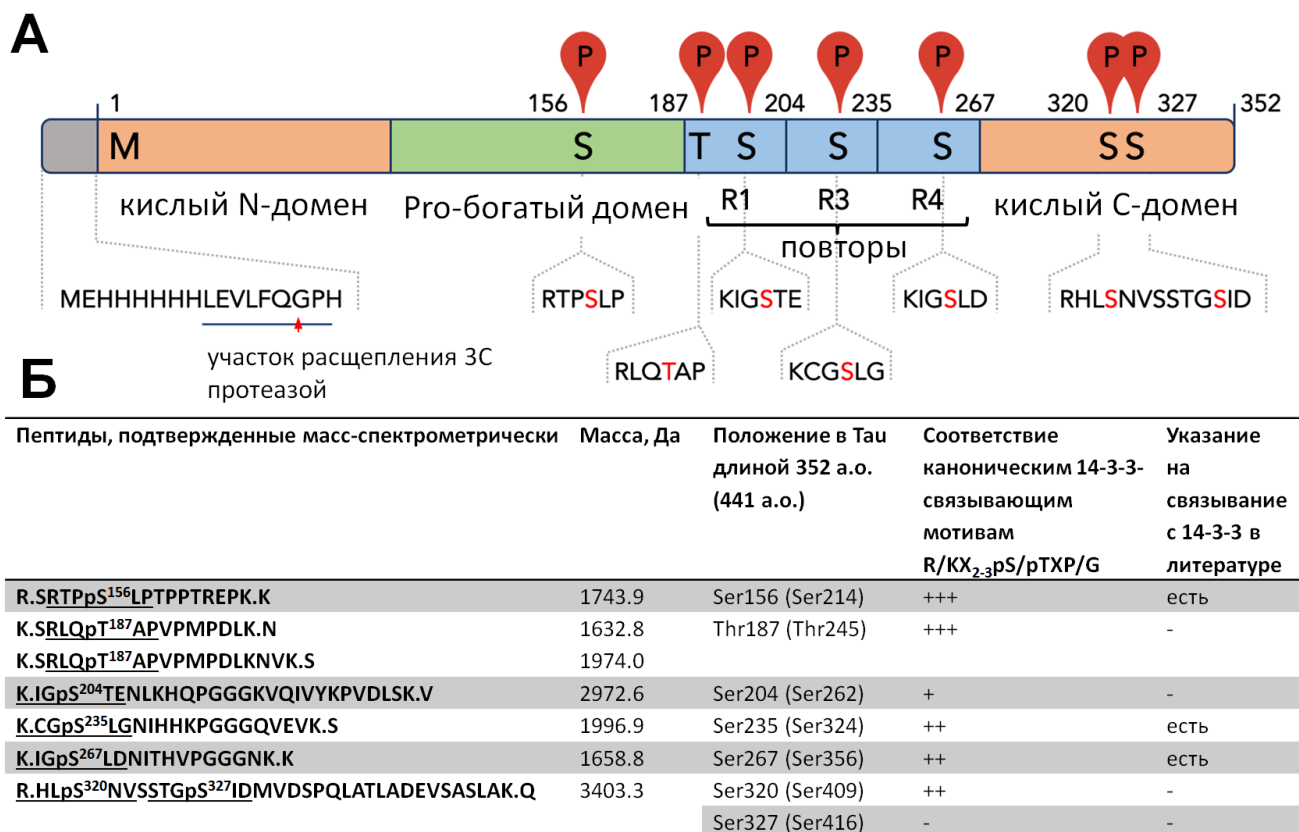 А
P P P P P P P
1 156 187 204 235 267 320 327 352
M S T S S S S S
кислый N-домен Pro-богатый домен R1 R3 R4 кислый C-домен
повторы
MEHHHHHHLEVLFQGPH RTPSLP KIGSTE KIGSLD RHLSNVSSTGSID
участок расщепления 3C
протеазой
RLQTAP KCGSLG
Б
Пептиды, подтвержденные масс-спектрометрически Масса, Да Положение в Tau Соответствие Указание
длиной 352 а.о. каноническим 14-3-3- на
(441 а.о.) связывающим связывание
мотивам с 14-3-3 в
R/KX2-3pS/pTXP/G литературе
R.SRTPpS156LPTPPTREPK.K 1743.9 Ser156 (Ser214) +++ есть
K.SRLQpT187APVPMPDLK.N 1632.8 Thr187 (Thr245) +++ -
K.SRLQpT187APVPMPDLKNVK.S 1974.0
K.IGpS204TENLKHQPGGGKVQIVYKPVDLSK.V 2972.6 Ser204 (Ser262) + -
K.CGpS235LGNIHHKPGGGQVEVK.S 1996.9 Ser235 (Ser324) ++ есть
K.IGpS267LDNITHVPGGGNK.K 1658.8 Ser267 (Ser356) ++ есть
R.HLpS320NVSSTGpS327IDMVDSPQLATLADEVSASLAK.Q 3403.3 Ser320 (Ser409) ++ -
Ser327 (Ser416) - -